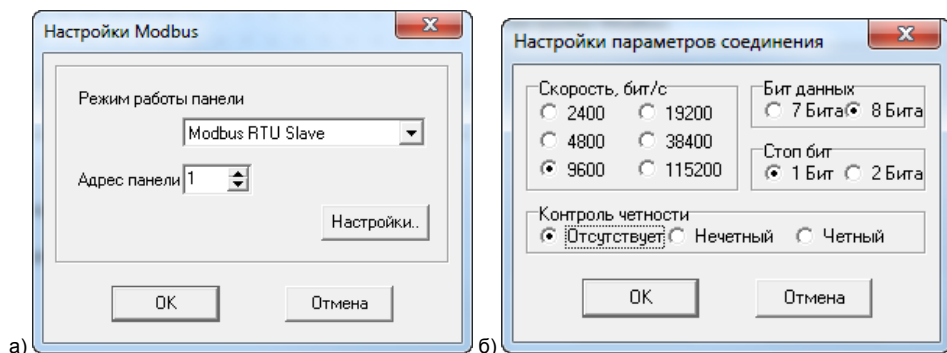 Настройки Modbus
Режим работы панели
Modbus RTU Slave
Адрес панели 1
Настройки..
OK Отмена
а)
Настройки параметров соединения
Скорость, бит/с
2400 19200
4800 38400
9600 115200
Бит данных
7 Бита 8 Бита
Стоп бит
1 Бит 2 Бита
Контроль четности
Отсутствует Нечетный Четный
OK Отмена
б)